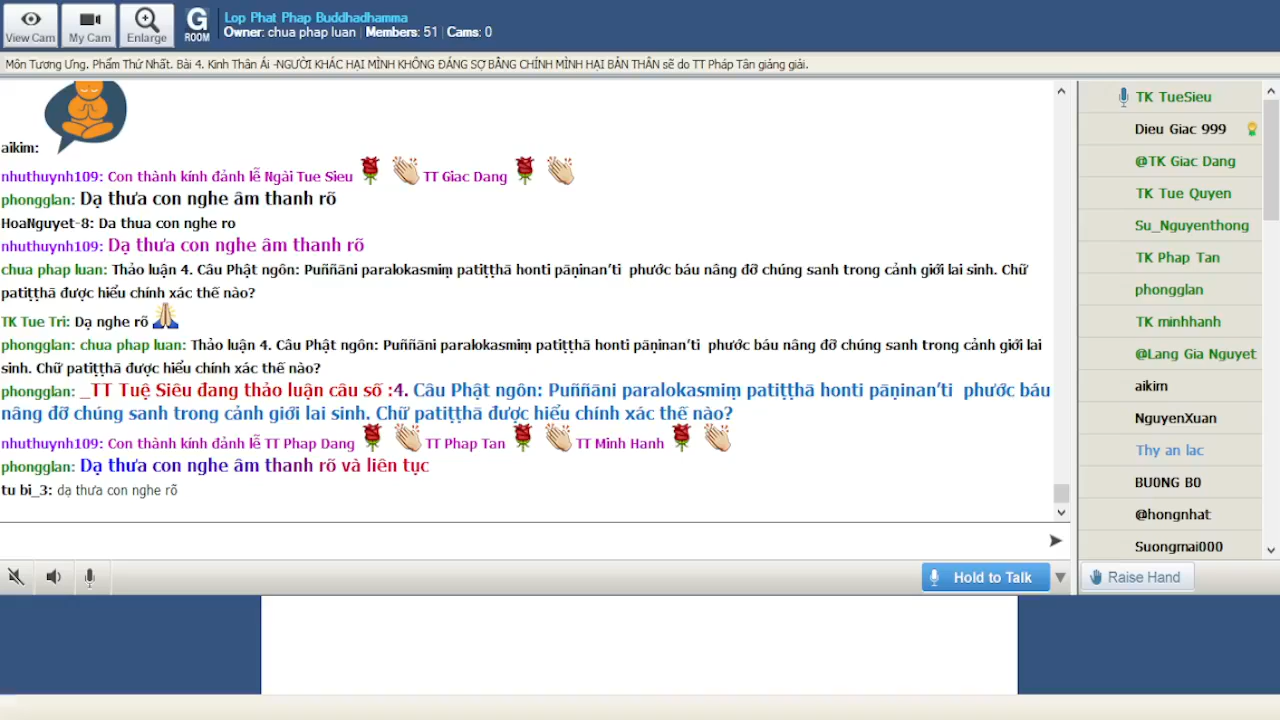 View Cam
My Cam
Enlarge
G
ROOM
Lop Phat Phap Buddhadhamma
Owner: chua phap luan | Members: 51 | Cams: 0
Môn Tương Ưng. Phẩm Thứ Nhất. Bài 4. Kinh Thân Ái -NGƯỜI KHÁC HẠI MÌNH KHÔNG ĐÁNG SỢ BẰNG CHÍNH MÌNH HẠI BẢN THÂN sẽ do TT Pháp Tân giảng giải.
aikim:
nhuthuynh109: Con thành kính đảnh lễ Ngài Tue Sieu TT Giac Dang
phongglan: Dạ thưa con nghe âm thanh rõ
HoaNguyet-8: Da thua con nghe ro
nhuthuynh109: Dạ thưa con nghe âm thanh rõ
chua phap luan: Thảo luận 4. Câu Phật ngôn: Puññāni paralokasmiṃ patiṭṭhā honti pāṇinan’ti phước báu nâng đỡ chúng sanh trong cảnh giới lai sinh. Chữ
patiṭṭhā được hiểu chính xác thế nào?
TK Tue Tri: Dạ nghe rõ
phongglan: chua phap luan: Thảo luận 4. Câu Phật ngôn: Puññāni paralokasmiṃ patiṭṭhā honti pāṇinan’ti phước báu nâng đỡ chúng sanh trong cảnh giới lai
sinh. Chữ patiṭṭhā được hiểu chính xác thế nào?
phongglan: _TT Tuệ Siêu đang thảo luận câu số :4. Câu Phật ngôn: Puññāni paralokasmiṃ patiṭṭhā honti pāṇinan’ti phước báu
nâng đỡ chúng sanh trong cảnh giới lai sinh. Chữ patiṭṭhā được hiểu chính xác thế nào?
nhuthuynh109: Con thành kính đảnh lễ TT Phap Dang TT Phap Tan TT Minh Hanh
phongglan: Dạ thưa con nghe âm thanh rõ và liên tục
tu bi_3: dạ thưa con nghe rõ
Hold to Talk
TK TueSieu
Dieu Giac 999
@TK Giac Dang
TK Tue Quyen
Su_Nguyenthong
TK Phap Tan
phongglan
TK minhhanh
@Lang Gia Nguyet
aikim
NguyenXuan
Thy an lac
BU0NG B0
@hongnhat
Suongmai000
Raise Hand